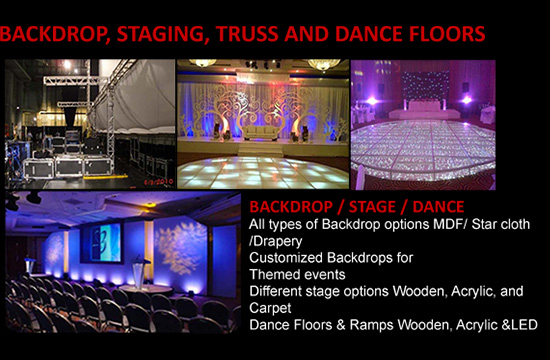 BACKDROP, STAGING, TRUSS AND DANCE FLOORS
BACKDROP / STAGE / DANCE
All types of Backdrop options MDF/ Star cloth
/Drapery
Customized Backdrops for
Themed events
Different stage options Wooden, Acrylic, and
Carpet
Dance Floors & Ramps Wooden, Acrylic &LED